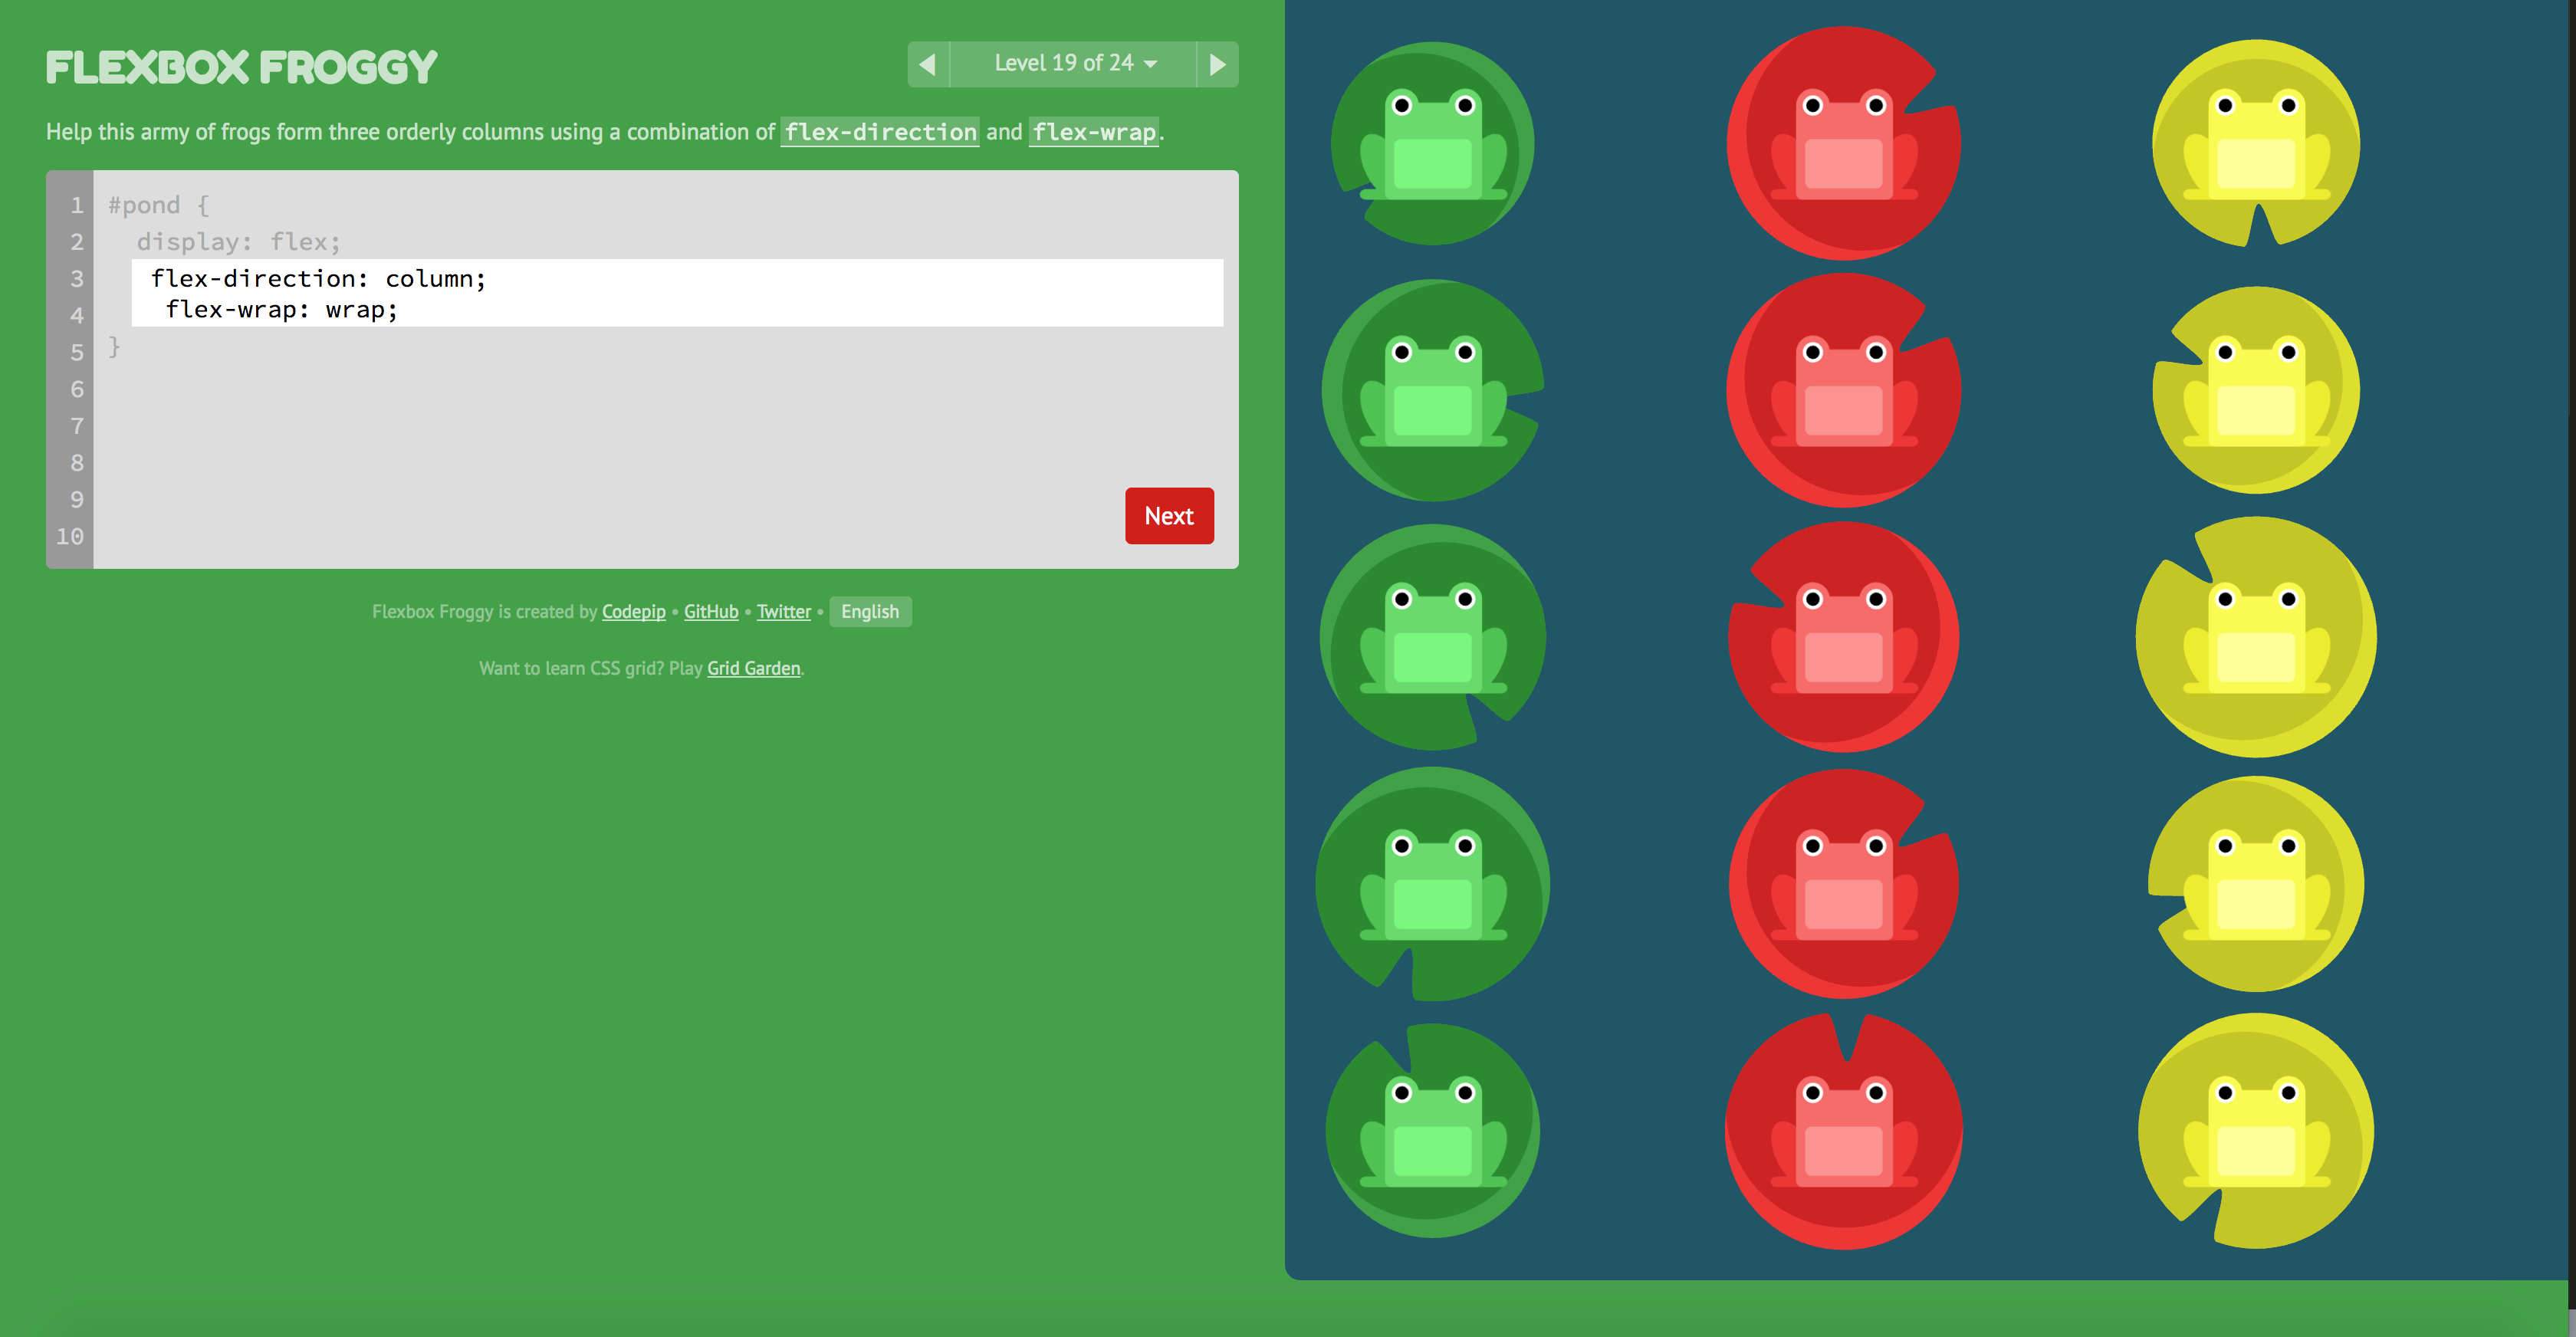 FLEXBOX FROGGY
Level 19 of 24
Help this army of frogs form three orderly columns using a combination of flex-direction and flex-wrap.
1 #pond {
2 display: flex;
3 flex-direction: column;
4 flex-wrap: wrap;
5 }
6
7
8
9
10
Next
Flexbox Froggy is created by Codepip • GitHub • Twitter • English
Want to learn CSS grid? Play Grid Garden.